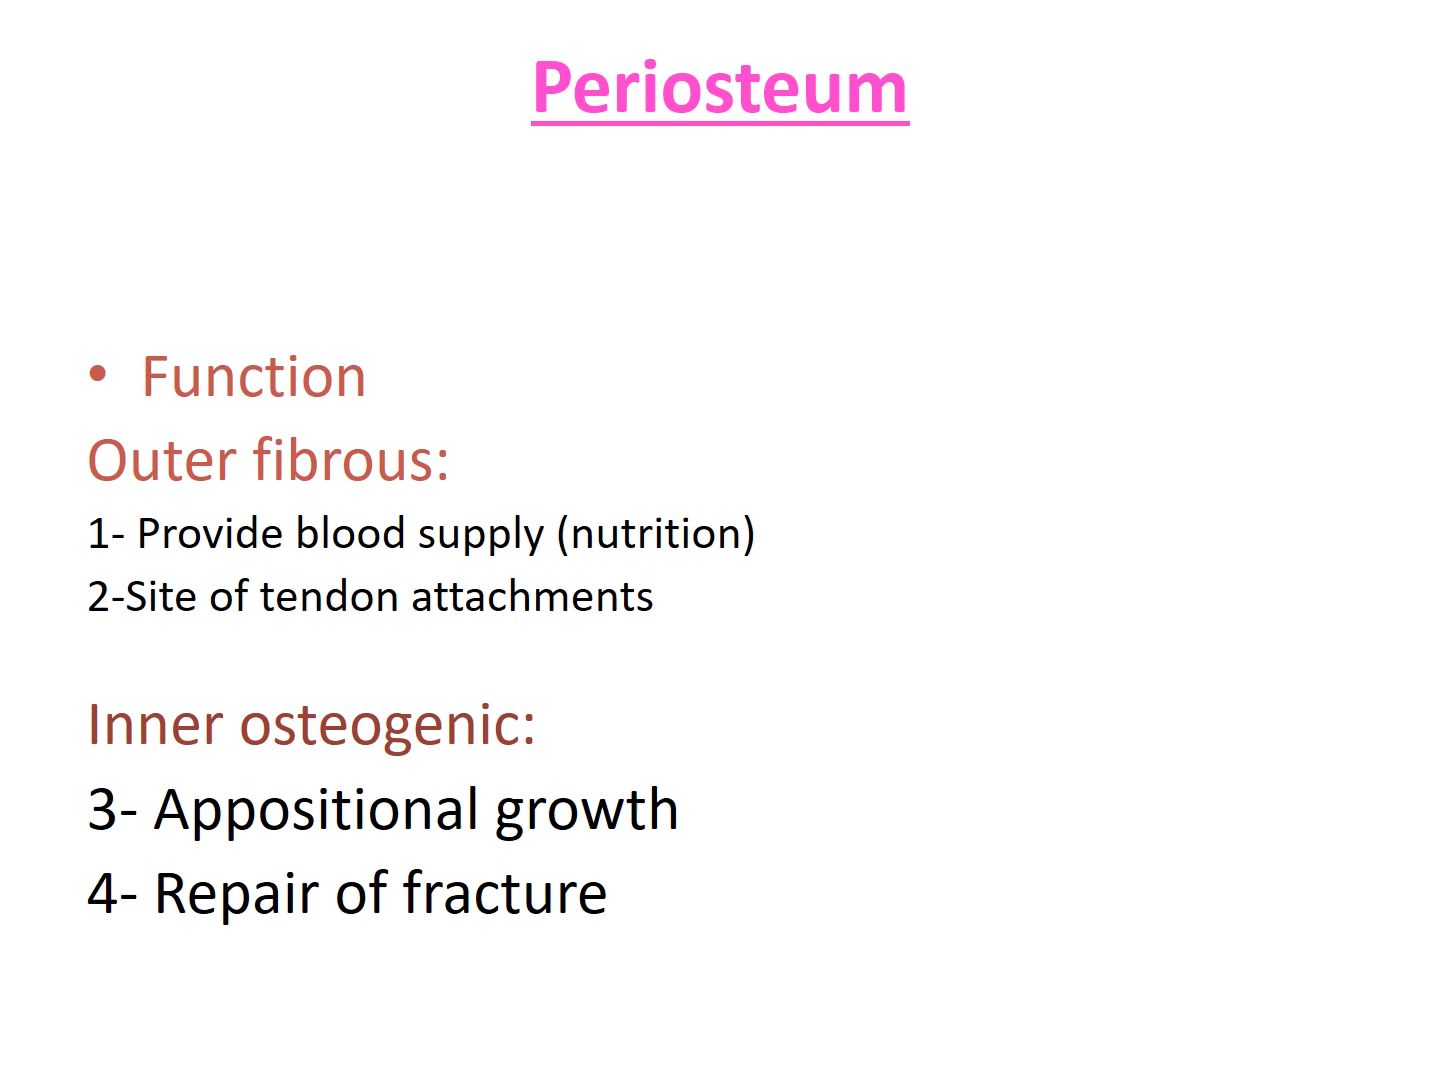 Periosteum
• Function
Outer fibrous:
1- Provide blood supply (nutrition)
2-Site of tendon attachments
Inner osteogenic:
3- Appositional growth
4- Repair of fracture